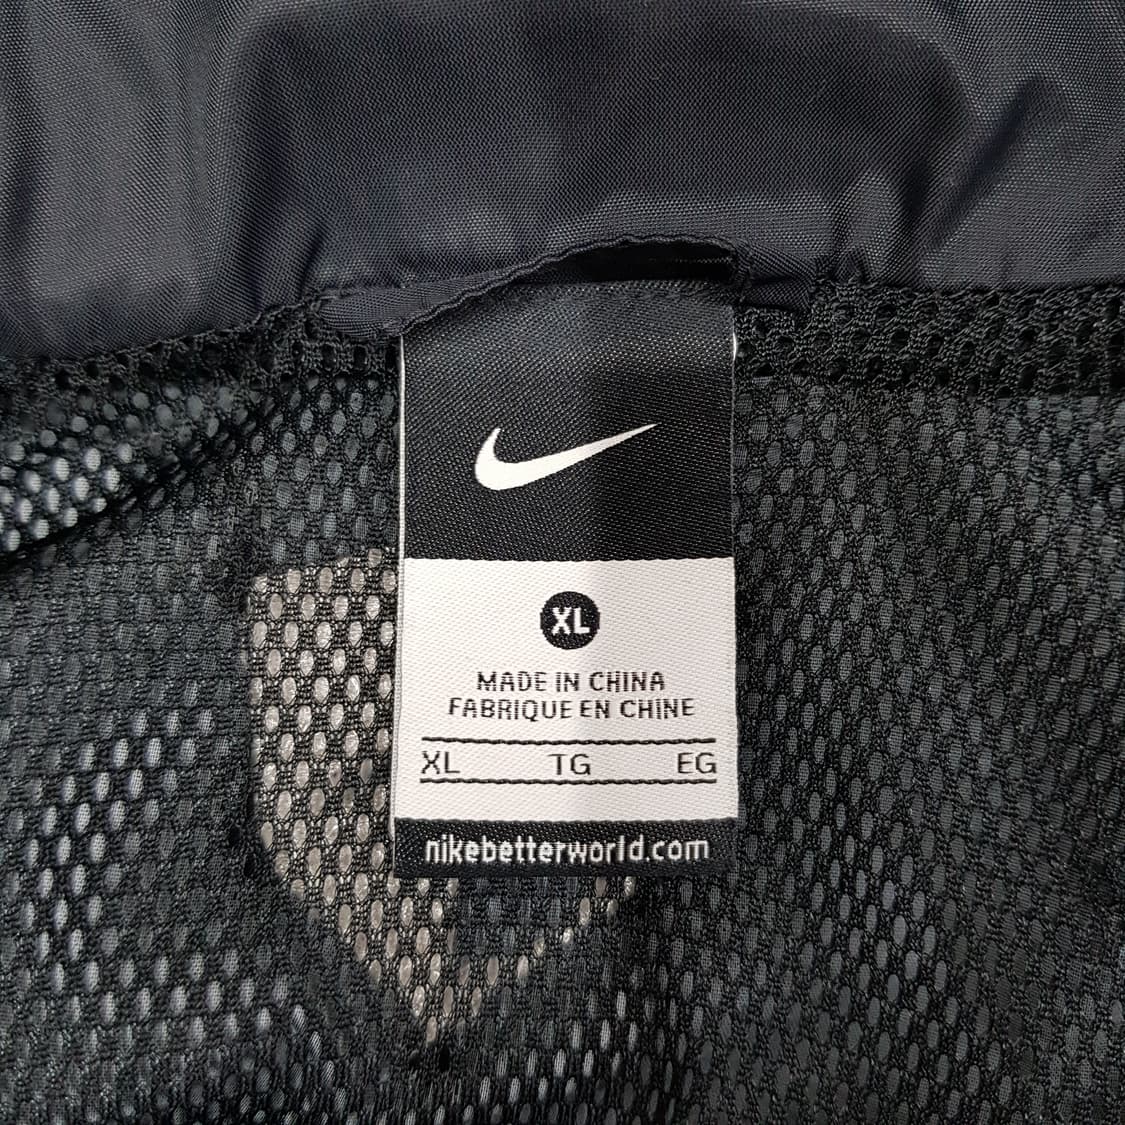 XL
MADE IN CHINA
FABRIQUE EN CHINE
XL TG EG
nikebetterworld.com